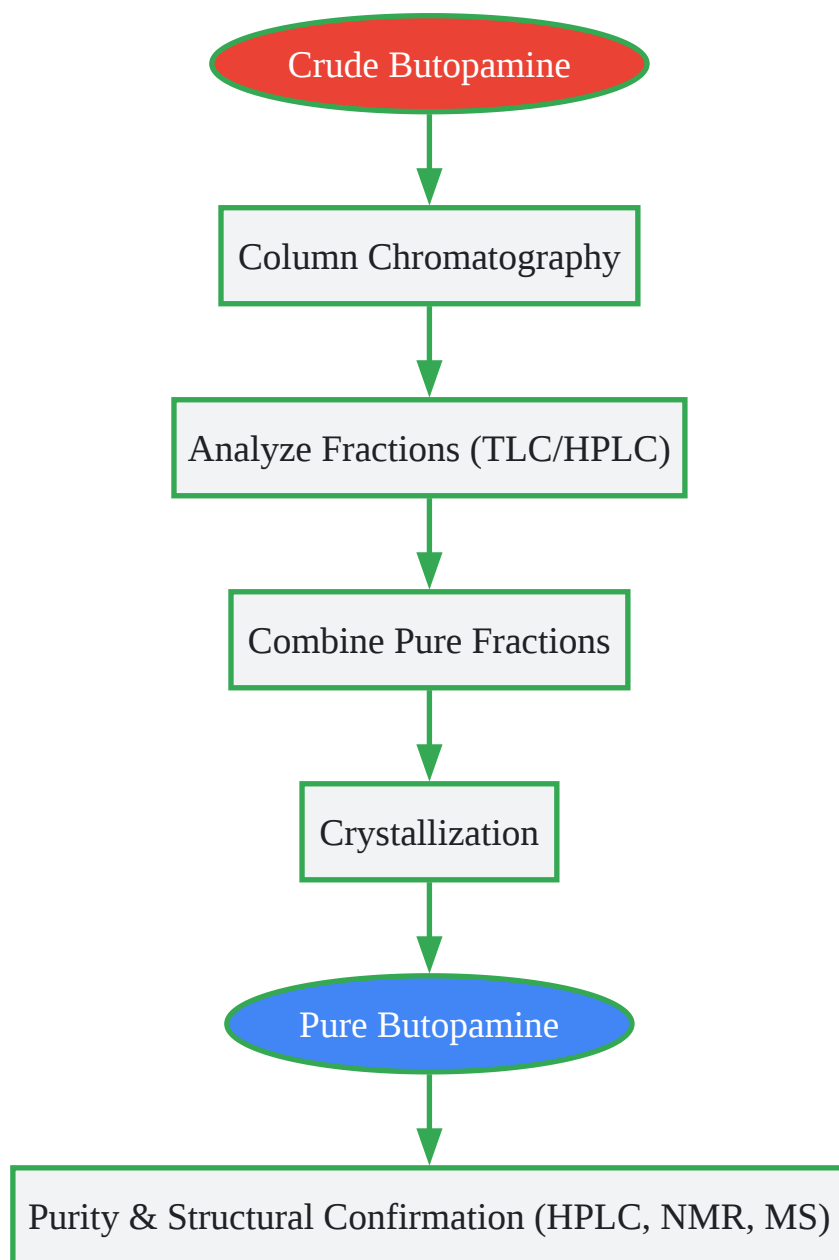 Crude Butopamine
Column Chromatography
Analyze Fractions (TLC/HPLC)
Combine Pure Fractions
Crystallization
Pure Butopamine
Purity & Structural Confirmation (HPLC, NMR, MS)